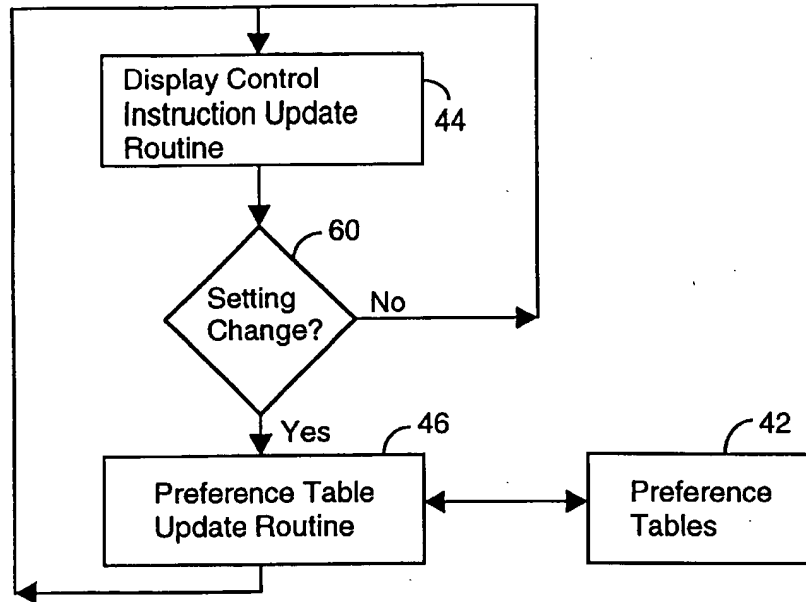 Display Control
Instruction Update
Routine
44
60
Setting
Change?
No
Yes
46
42
Preference Table
Update Routine
Preference
Tables